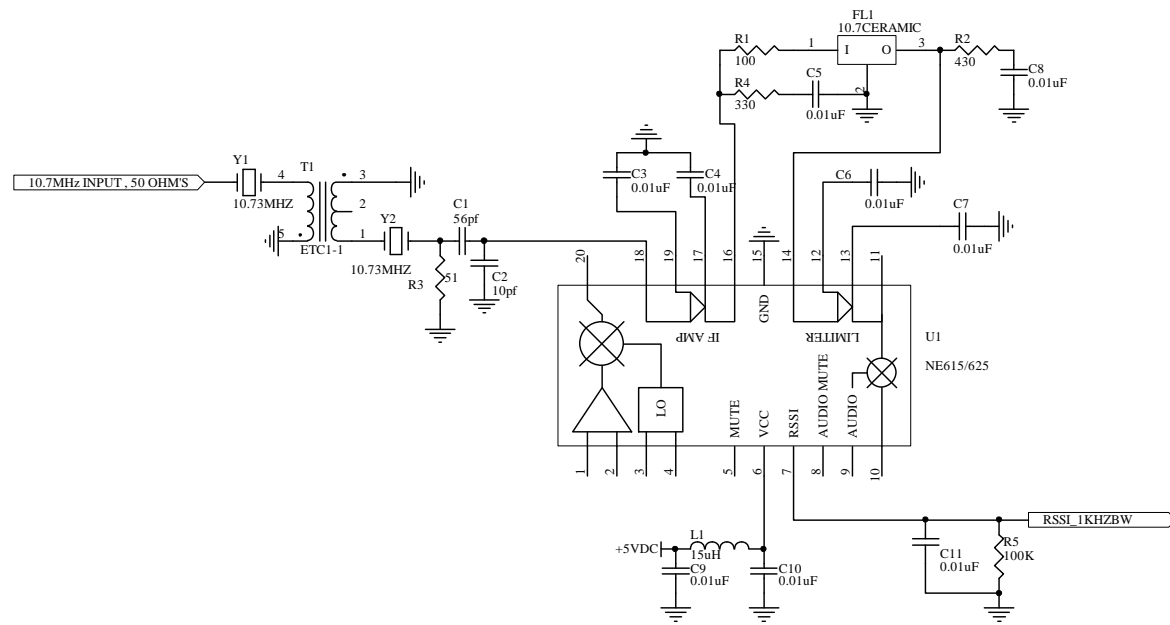 FL1
10.7CERAMIC
R1
100
1
I
O
3
2
R2
430
C8
0.01uF
R4
330
C5
0.01uF
10.7MHz INPUT , 50 OHM'S
Y1
10.73MHZ
4
T1
3
2
5
1
ETC1-1
Y2
10.73MHZ
R3
51
C1
56pf
C2
10pf
C3
0.01uF
C4
0.01uF
C6
0.01uF
C7
0.01uF
20
18
19
17
16
15
14
12
13
11
IF AMP
GND
LIMITER
U1
NE615/625
LO
MUTE
VCC
RSSI
AUDIO MUTE
AUDIO
1
2
3
4
5
6
7
8
9
10
RSSI_1KHZBW
+5VDC
L1
15uH
C9
0.01uF
C10
0.01uF
C11
0.01uF
R5
100K